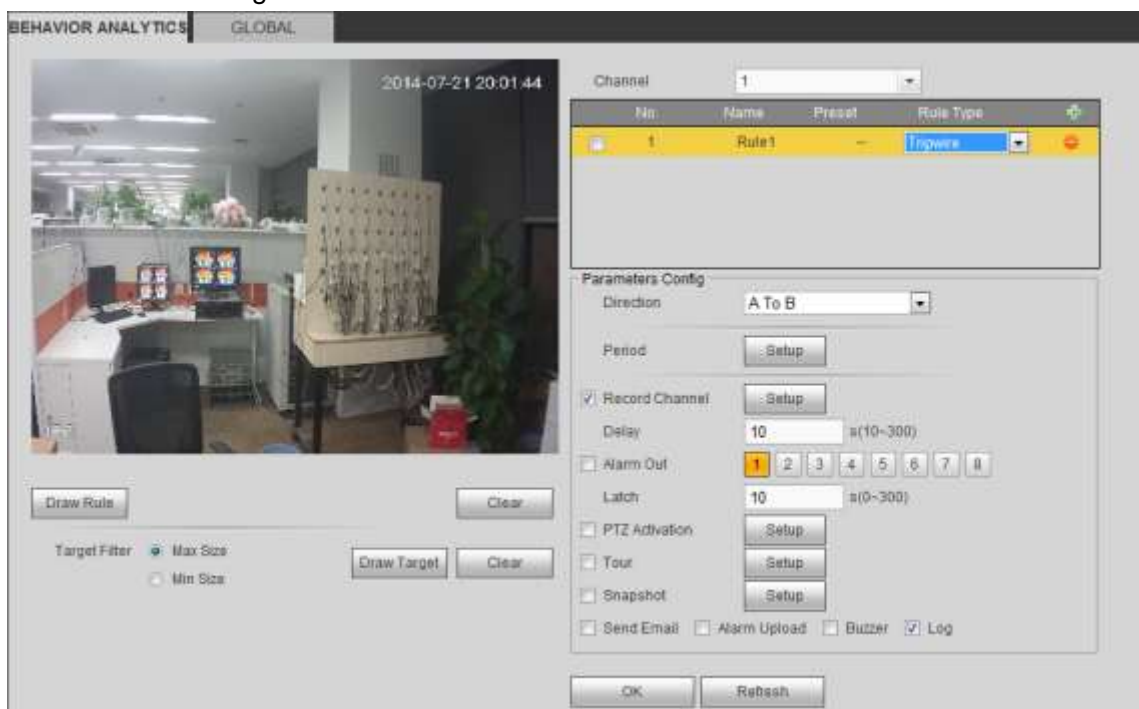 BEHAVIOR ANALYTICS GLOBAL
2014-07-21 20:01:44
Channel 1
No. Name Preset Rule Type
1 Rule1 -- Tripwire
Parameters Config
Direction A To B
Period Setup
Record Channel Setup
Delay 10 s(10~300)
Alarm Out 1 2 3 4 5 6 7 8
Latch 10 s(0~300)
PTZ Activation Setup
Tour Setup
Snapshot Setup
Send Email Alarm Upload Buzzer Log
OK Refresh
Draw Rule Clear
Target Filter Max Size Draw Target Clear
Min Size